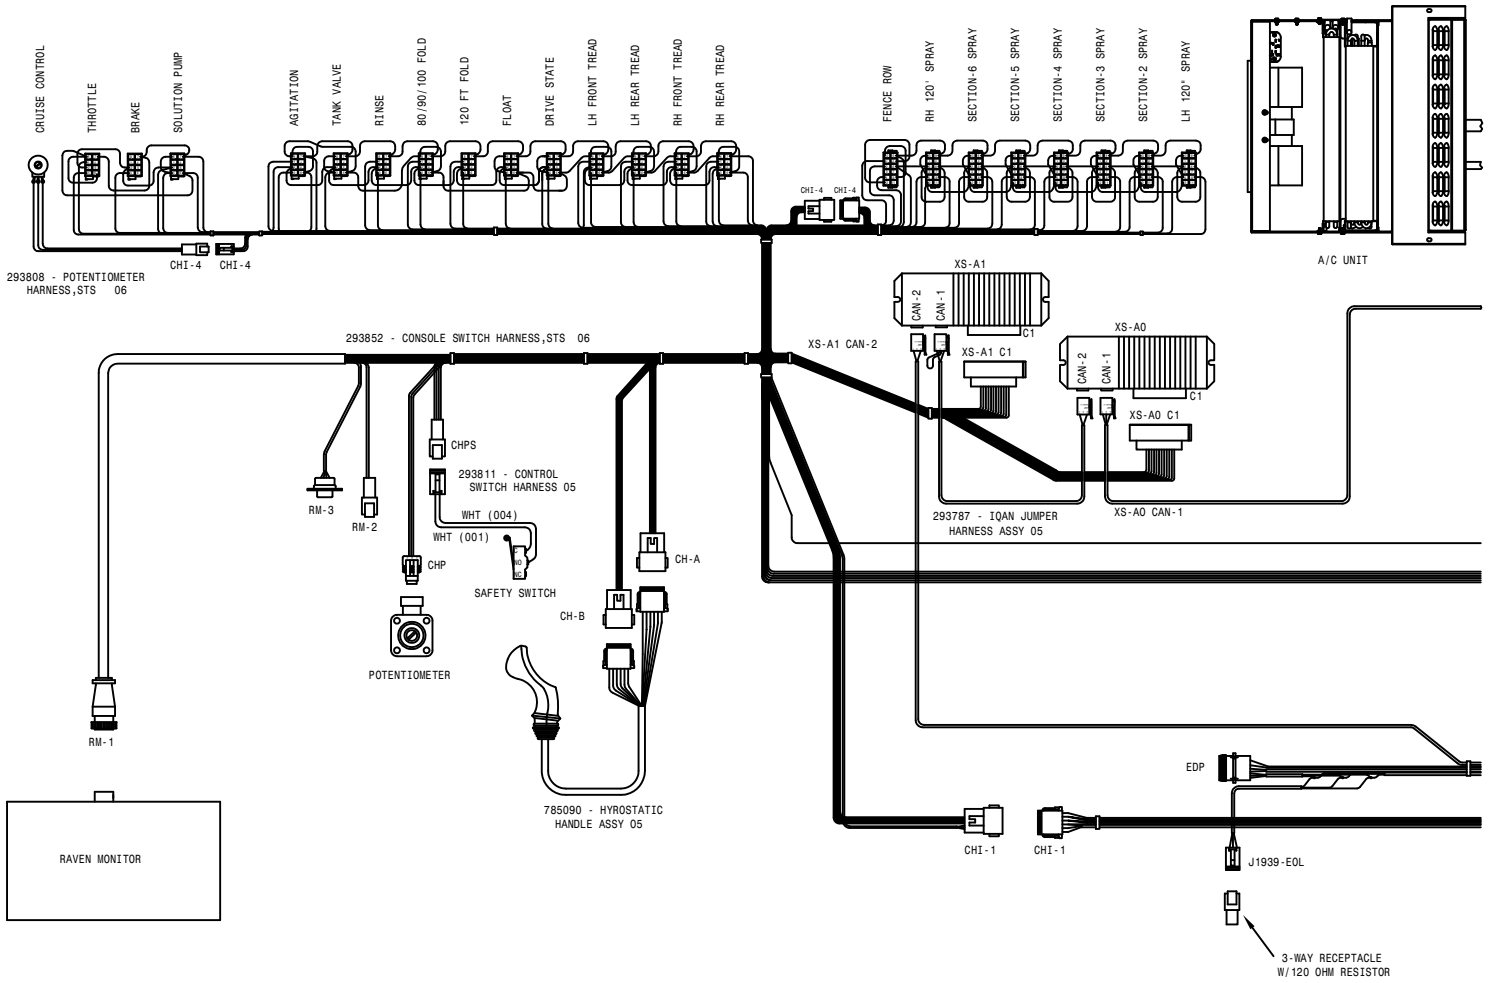 CRUISE CONTROL
THROTTLE
BRAKE
SOLUTION PUMP
AGITATION
TANK VALVE
RINSE
80/90/100 FOLD
120 FT FOLD
FLOAT
DRIVE STATE
LH FRONT TREAD
LH REAR TREAD
RH FRONT TREAD
RH REAR TREAD
FENCE ROW
RH 120' SPRAY
SECTION-6 SPRAY
SECTION-5 SPRAY
SECTION-4 SPRAY
SECTION-3 SPRAY
SECTION-2 SPRAY
LH 120" SPRAY
CHI-4
CHI-4
A/C UNIT
CHI-4
CHI-4
293808 - POTENTIOMETER
HARNESS,STS 06
XS-A1
CAN-2
CAN-1
C1
XS-A0
CAN-2
CAN-1
C1
293852 - CONSOLE SWITCH HARNESS,STS 06
XS-A1 CAN-2
XS-A1 C1
XS-A0 C1
CHPS
293811 - CONTROL
SWITCH HARNESS 05
RM-3
RM-2
WHT (004)
WHT (001)
C
NO
NC
293787 - IQAN JUMPER
HARNESS ASSY 05
XS-A0 CAN-1
CHP
CH-A
SAFETY SWITCH
CH-B
POTENTIOMETER
RM-1
EDP
785090 - HYROSTATIC
HANDLE ASSY 05
CHI-1
CHI-1
RAVEN MONITOR
J1939-EOL
3-WAY RECEPTACLE
W/120 OHM RESISTOR